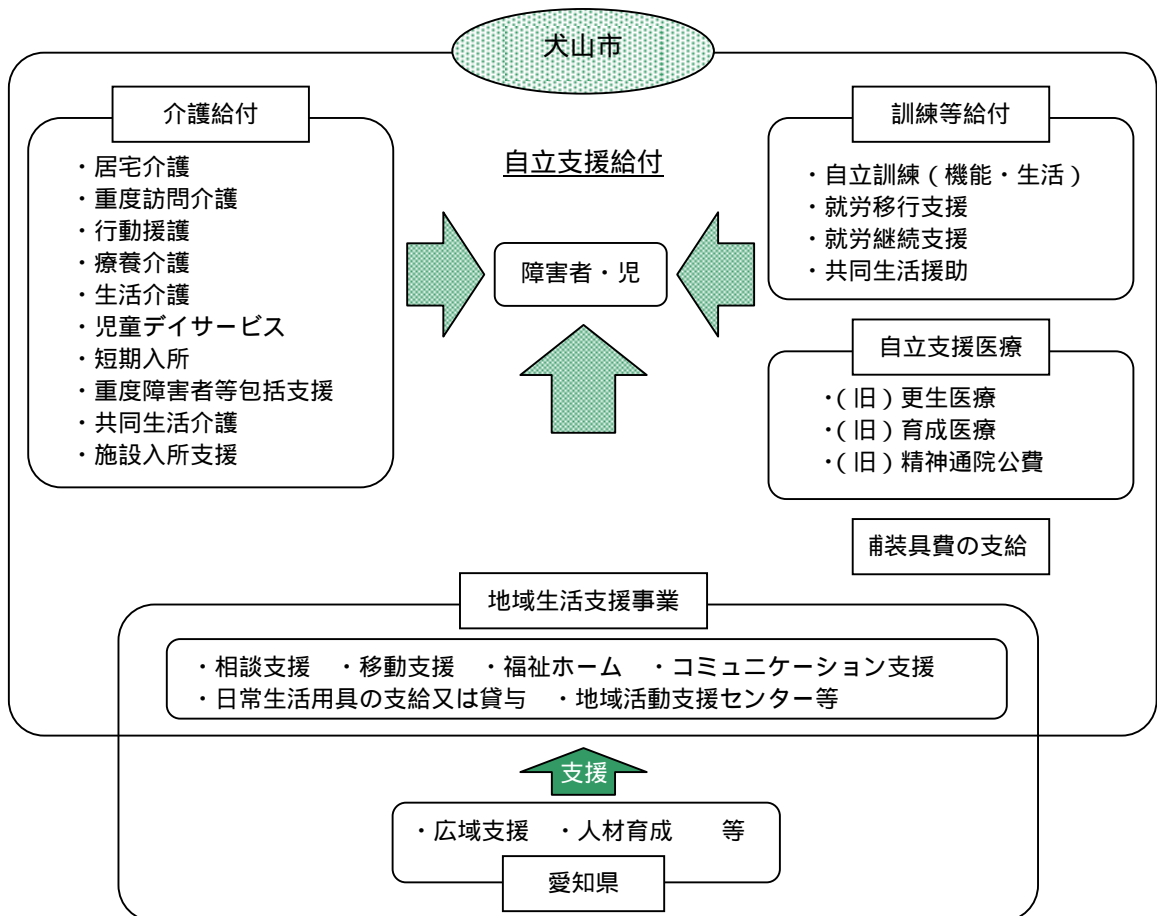 犬山市
介護給付
・居宅介護
・重度訪問介護
・行動援護
・療養介護
・生活介護
・児童デイサービス
・短期入所
・重度障害者等包括支援
・共同生活介護
・施設入所支援
自立支援給付
障害者・児
訓練等給付
・自立訓練(機能・生活)
・就労移行支援
・就労継続支援
・共同生活援助
自立支援医療
・(旧)更生医療
・(旧)育成医療
・(旧)精神通院公費
補装具費の支給
地域生活支援事業
・相談支援 ・移動支援 ・福祉ホーム ・コミュニケーション支援
・日常生活用具の支給又は貸与 ・地域活動支援センター等
支援
・広域支援 ・人材育成 等
愛知県